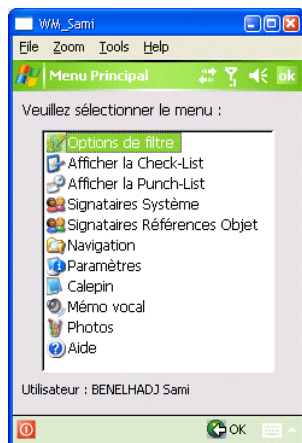 WM_Sami
File Zoom Tools Help
Menu Principal ok
Veuillez sélectionner le menu :
Options de filtre
Afficher la Check-List
Afficher la Punch-List
Signataires Système
Signataires Références Objet
Navigation
Paramètres
Calepin
Mémo vocal
Photos
Aide
Utilisateur : BENELHADJ Sami
OK